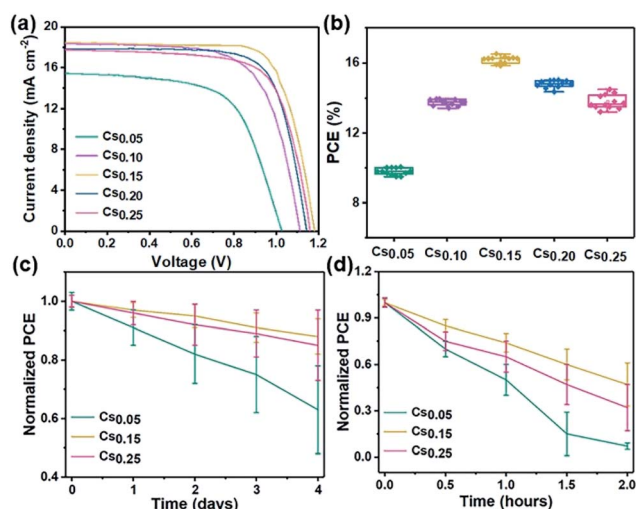 (a)
Current density (mA cm⁻²)
20
16
12
8
4
0
Cs0.05
Cs0.10
Cs0.15
Cs0.20
Cs0.25
0.0 0.2 0.4 0.6 0.8 1.0 1.2
Voltage (V)
(b)
PCE (%)
16
12
8
Cs0.05 Cs0.10 Cs0.15 Cs0.20 Cs0.25
(c)
Normalized PCE
1.0
0.8
0.6
0.4
Cs0.05
Cs0.15
Cs0.25
0 1 2 3 4
Time (days)
(d)
Normalized PCE
1.2
0.9
0.6
0.3
0.0
Cs0.05
Cs0.15
Cs0.25
0.0 0.5 1.0 1.5 2.0
Time (hours)